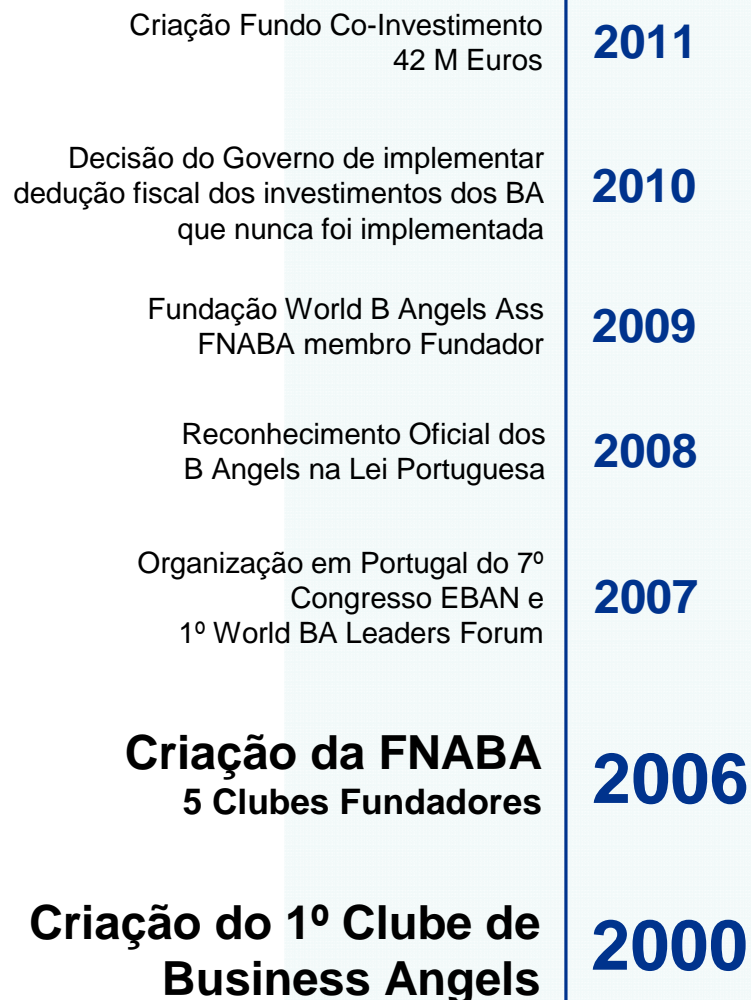 Criação Fundo Co-Investimento
42 M Euros
2011
Decisão do Governo de implementar
dedução fiscal dos investimentos dos BA
que nunca foi implementada
2010
Fundação World B Angels Ass
FNABA membro Fundador
2009
Reconhecimento Oficial dos
B Angels na Lei Portuguesa
2008
Organização em Portugal do 7º
Congresso EBAN e
1º World BA Leaders Forum
2007
Criação da FNABA
5 Clubes Fundadores
2006
Criação do 1º Clube de
Business Angels
2000